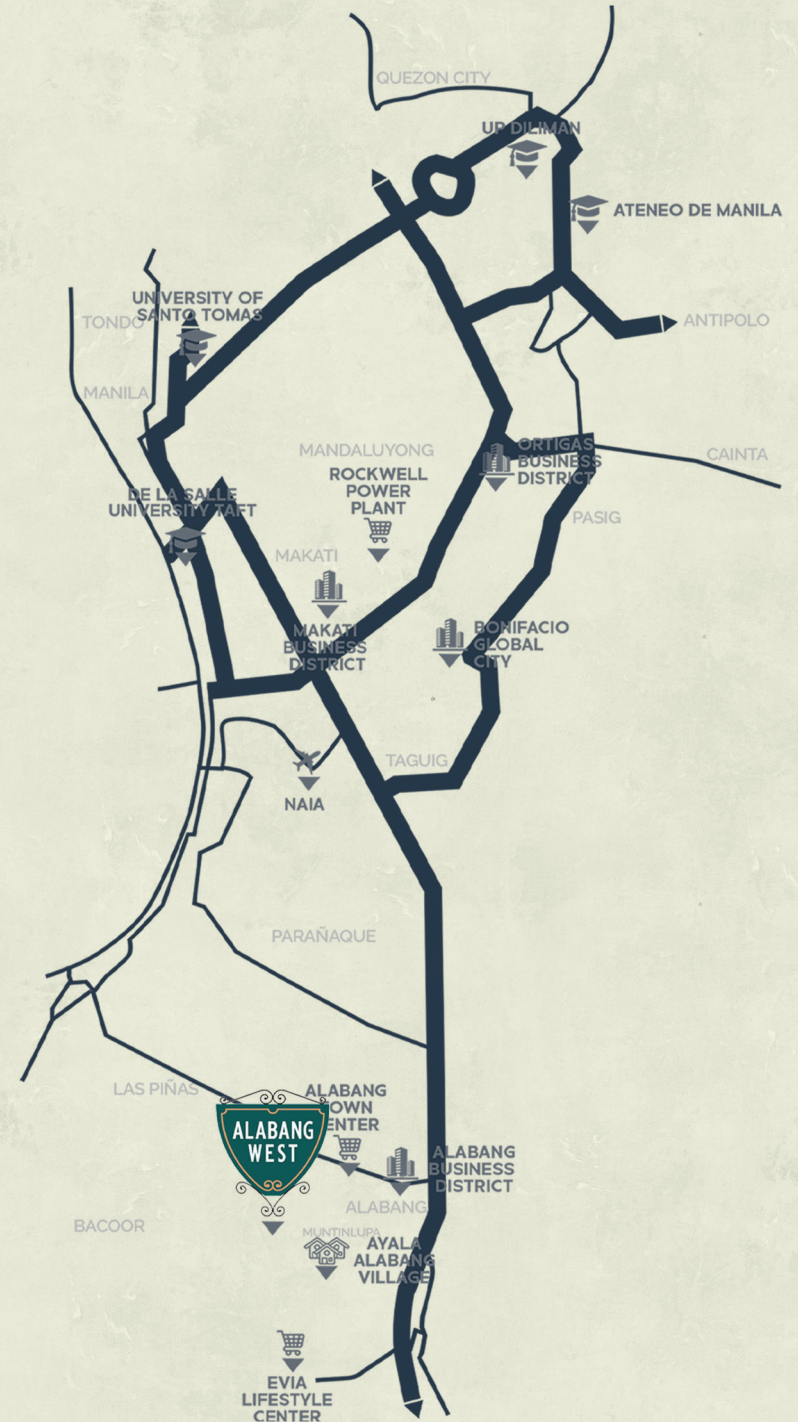 QUEZON CITY
UP DILIMAN
ATENEO DE MANILA
UNIVERSITY OF
SANTO TOMAS
TONDO
ANTIPOLO
MANILA
MANDALUYONG
ORTIGAS
BUSINESS
DISTRICT
CAINTA
ROCKWELL
POWER
PLANT
DE LA SALLE
UNIVERSITY TAFT
PASIG
MAKATI
MAKATI
BUSINESS
DISTRICT
BONIFACIO
GLOBAL
CITY
TAGUIG
NAIA
PARAÑAQUE
LAS PIÑAS
ALABANG
TOWN
CENTER
ALABANG
WEST
ALABANG
BUSINESS
DISTRICT
ALABANG
BACOOR
MUNTINLUPA
AYALA
ALABANG
VILLAGE
EVIA
LIFESTYLE
CENTER